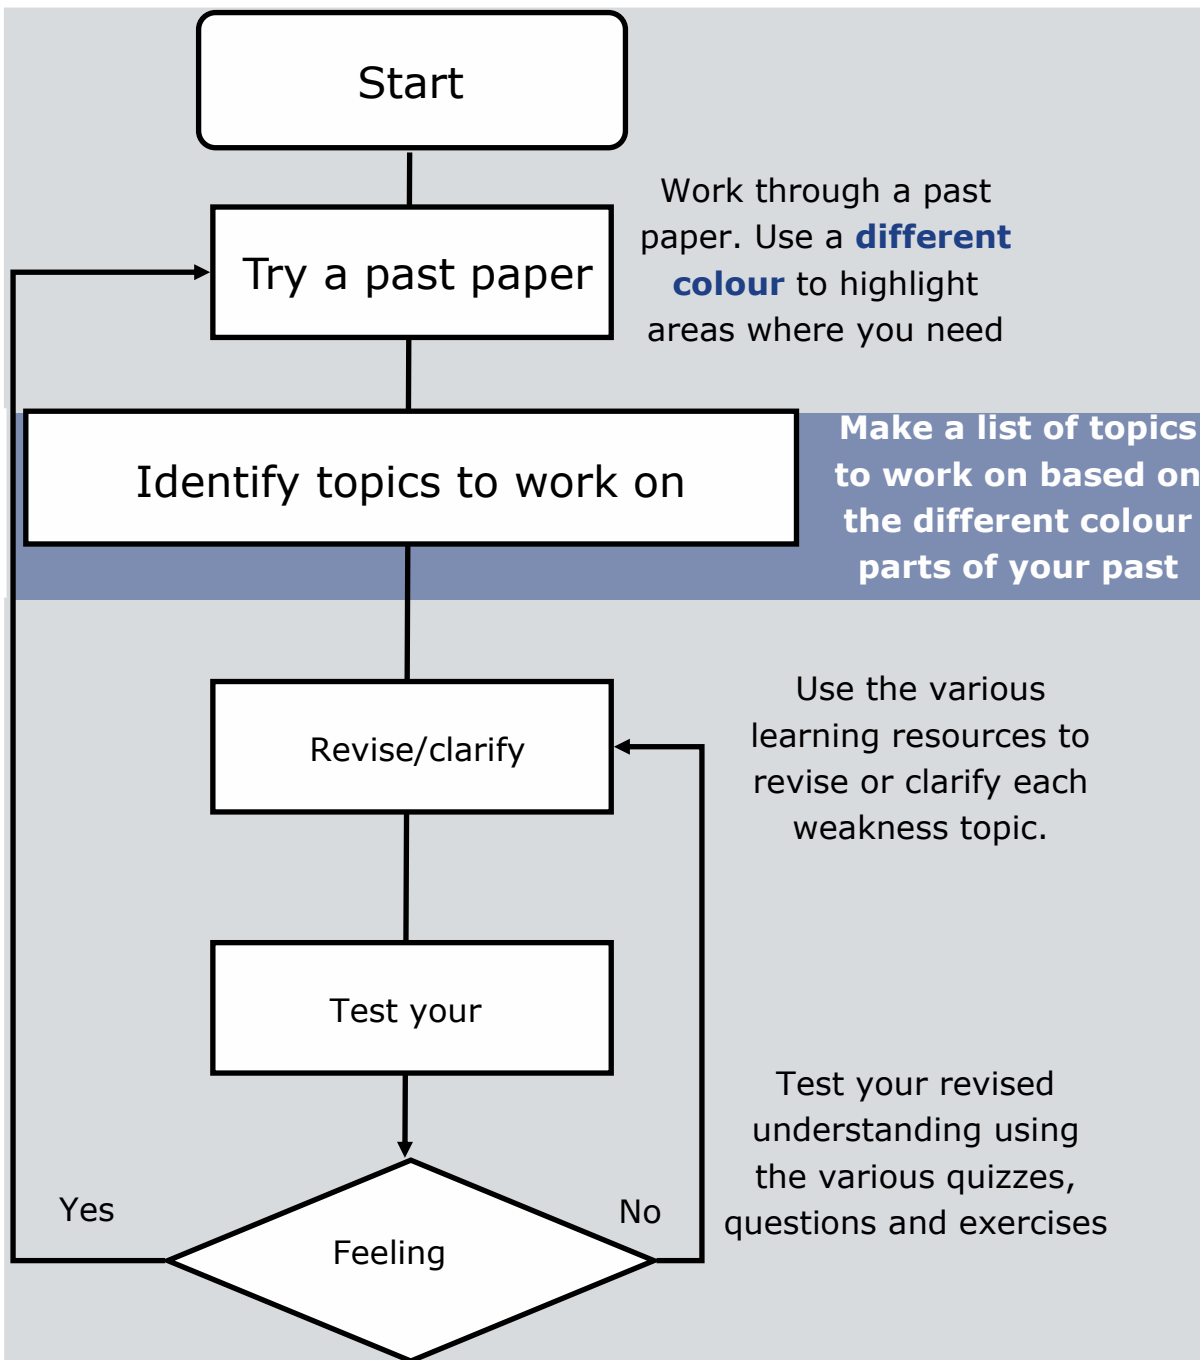 Start
Work through a past
paper. Use a different
colour to highlight
areas where you need
Try a past paper
Make a list of topics
to work on based on
the different colour
parts of your past
Identify topics to work on
Use the various
learning resources to
revise or clarify each
weakness topic.
Revise/clarify
Test your
Test your revised
understanding using
the various quizzes,
questions and exercises
Yes
No
Feeling